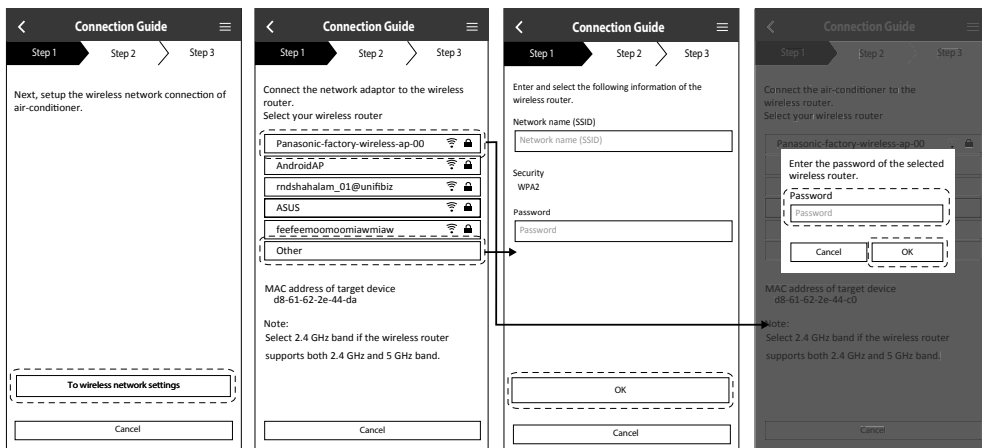 Connection Guide
Step 1
Step 2
Step 3
Next, setup the wireless network connection of
air-conditioner.
To wireless network settings
Cancel
Connection Guide
Step 1
Step 2
Step 3
Connect the network adaptor to the wireless
router.
Select your wireless router
Panasonic-factory-wireless-ap-00
AndroidAP
rndshahalam_01@unifibiz
ASUS
feefeemoomoomiawmiaw
Other
MAC address of target device
d8-61-62-2e-44-da
Note:
Select 2.4 GHz band if the wireless router
supports both 2.4 GHz and 5 GHz band.
Cancel
Connection Guide
Step 1
Step 2
Step 3
Enter and select the following information of the
wireless router.
Network name (SSID)
Network name (SSID)
Security
WPA2
Password
Password
OK
Cancel
Connection Guide
Step 1
Step 2
Step 3
Connect the air-conditioner to the
wireless router.
Select your wireless router
Panasonic-factory-wireless-ap-00
Enter the password of the selected
wireless router.
Password
Password
Cancel
OK
MAC address of target device
d8-61-62-2e-44-c0
Note:
Select 2.4 GHz band if the wireless router
supports both 2.4 GHz and 5 GHz band.
Cancel